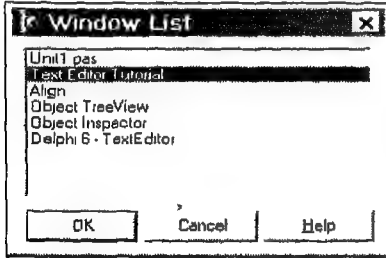 Window List
Unit1 pas
Text Editor Tutorial
Align
Object TreeView
Object Inspector
Delphi 6 - TextEditor
OK
Cancel
Help